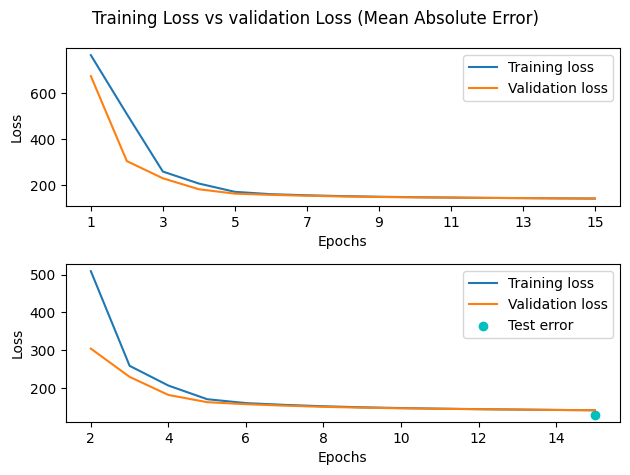 Training Loss vs validation Loss (Mean Absolute Error)
Training loss
Validation loss
600
400
200
Loss
1 3 5 7 9 11 13 15
Epochs
Training loss
Validation loss
Test error
500
400
300
200
Loss
2 4 6 8 10 12 14
Epochs